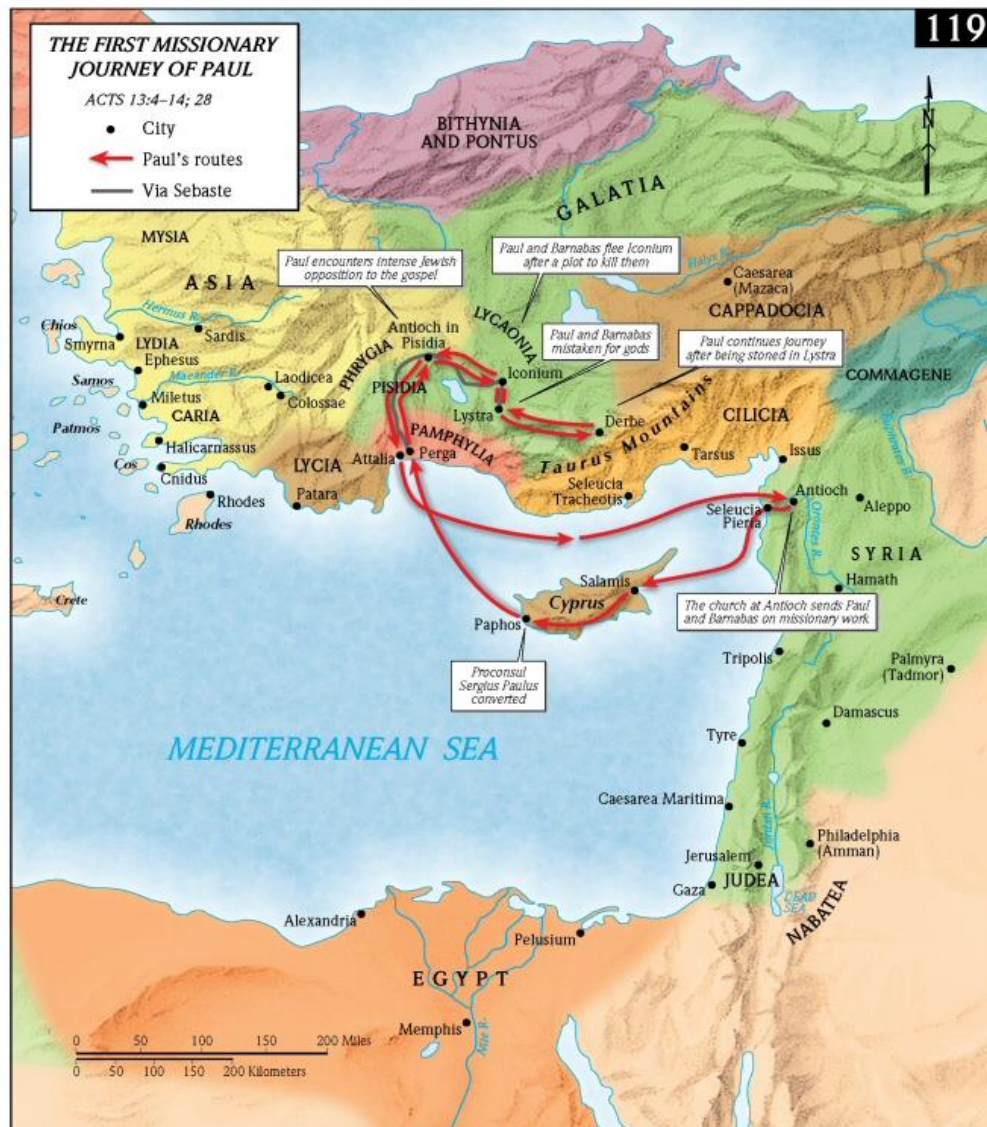 119
THE FIRST MISSIONARY
JOURNEY OF PAUL
ACTS 13:4–14; 28
City
Paul's routes
Via Sebaste
N
BITHYNIA
AND PONTUS
GALATIA
MYSIA
ASIA
Paul encounters intense Jewish
opposition to the gospel
Paul and Barnabas flee Iconium
after a plot to kill them
Halys R.
Caesarea
(Mazaca)
CAPPADOCIA
Hermus R.
Chios
Smyrna
LYDIA
Sardis
Ephesus
Antioch in
Pisidia
PHRYGIA
LYCAONIA
Paul and Barnabas
mistaken for gods
Paul continues journey
after being stoned in Lystra
COMMAGENE
Samos
Maeander R.
Laodicea
Colossae
PISIDIA
Iconium
Miletus
CARIA
Patmos
Lystra
Derbe
Taurus Mountains
CILICIA
Euphrates R.
Halicarnassus
PAMPHYLIA
Perga
Attalia
Tarsus
Issus
Cos
Cnidus
LYCIA
Seleucia
Tracheotis
Antioch
Aleppo
Rhodes
Rhodes
Patara
Seleucia
Pieria
Orontes R.
SYRIA
Crete
Salamis
Cyprus
Hamath
Paphos
The church at Antioch sends Paul
and Barnabas on missionary work
Proconsul
Sergius Paulus
converted
Tripolis
Palmyra
(Tadmor)
Damascus
MEDITERRANEAN SEA
Tyre
Caesarea Maritima
Jordan R.
Philadelphia
(Amman)
Jerusalem
JUDEA
Gaza
DEAD
SEA
NABATEA
Alexandria
Pelusium
EGYPT
Memphis
Nile R.
0 50 100 150 200 Miles
0 50 100 150 200 Kilometers